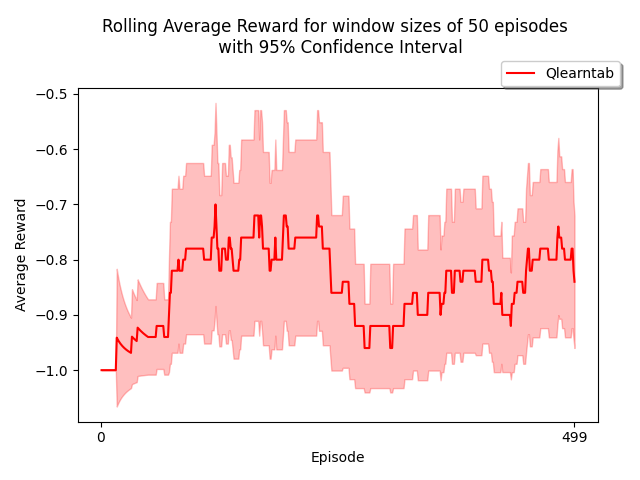 Rolling Average Reward for window sizes of 50 episodes
with 95% Confidence Interval
Qlearntab
−0.5
−0.6
−0.7
−0.8
−0.9
−1.0
Average Reward
0
499
Episode